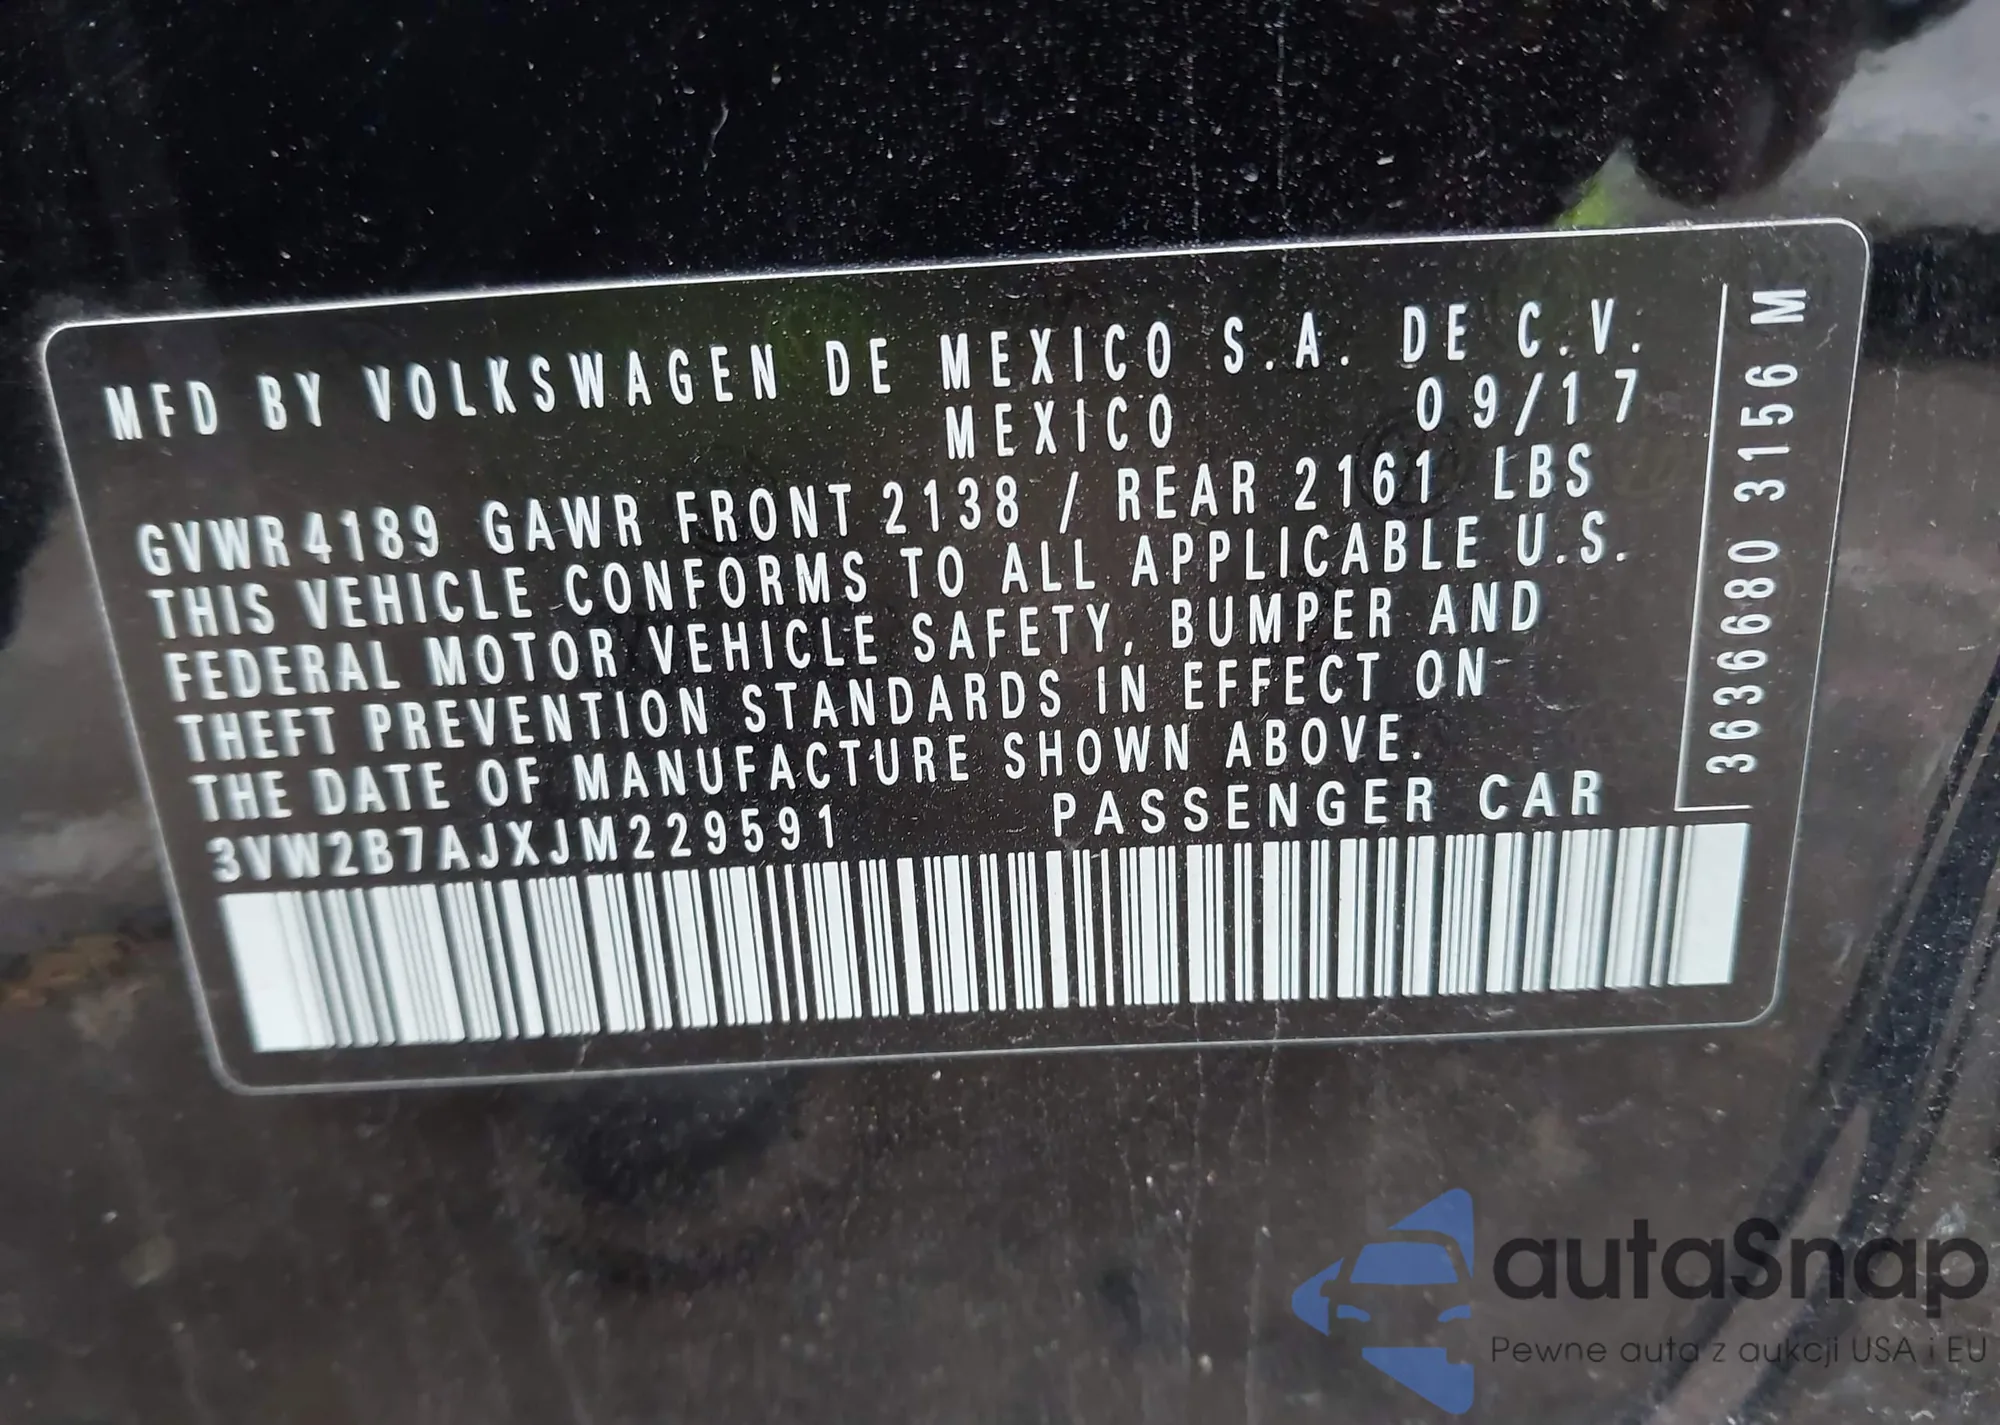 MFD BY VOLKSWAGEN DE MEXICO S.A. DE C.V.
MEXICO 09/17
GVWR 4189 GAWR FRONT 2138 / REAR 2161 LBS
THIS VEHICLE CONFORMS TO ALL APPLICABLE U.S.
FEDERAL MOTOR VEHICLE SAFETY, BUMPER AND
THEFT PREVENTION STANDARDS IN EFFECT ON
THE DATE OF MANUFACTURE SHOWN ABOVE.
3VW2B7AJXJM229591 PASSENGER CAR
3636680 3156 M
autaSnap
Pewne auta z aukcji USA i EU